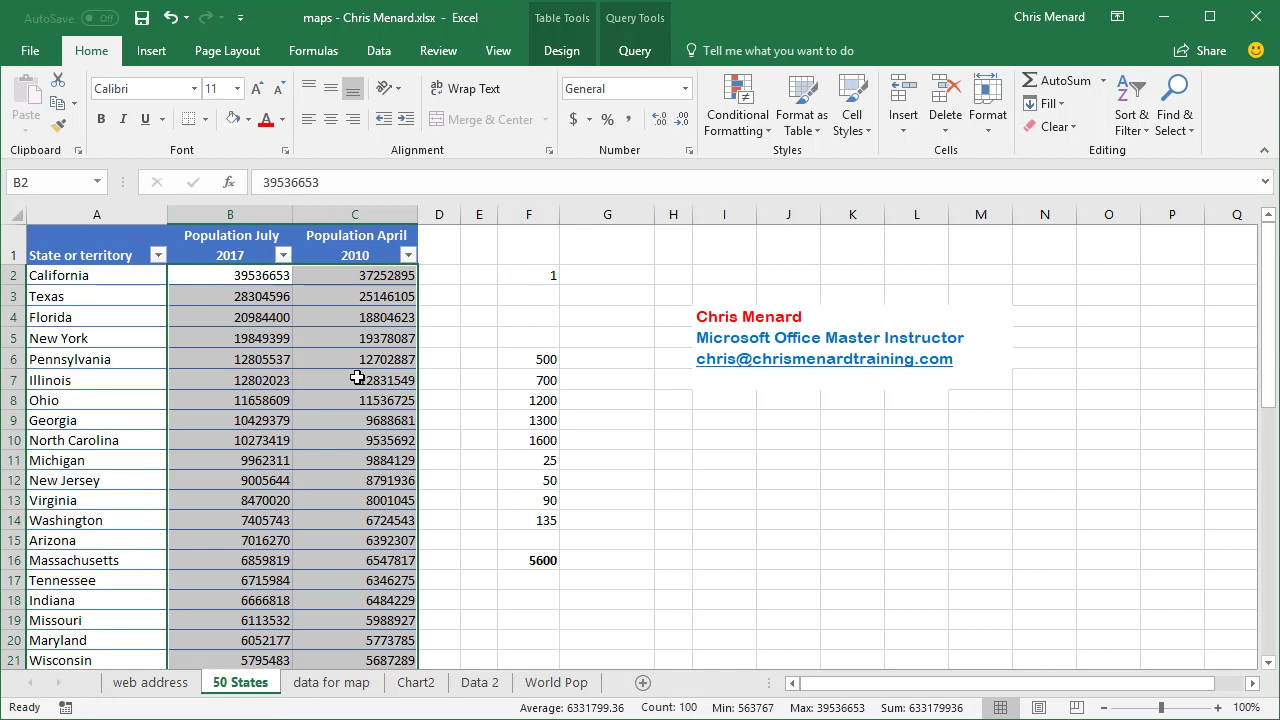 AutoSave Off maps - Chris Menard.xlsx - Excel Table Tools Query Tools Chris Menard
File Home Insert Page Layout Formulas Data Review View Design Query Tell me what you want to do Share
Paste Calibri 11 Wrap Text General Conditional Formatting Format as Table Cell Styles Insert Delete Format AutoSum Sort & Filter Find & Select
B I U A Merge & Center $ % , Fill
Clear
Clipboard Font Alignment Number Styles Cells Editing
B2 fx 39536653
A B C D E F G H I J K L M N O P Q
1 State or territory Population July 2017 Population April 2010
2 California 39536653 37252895 1
3 Texas 28304596 25146105
4 Florida 20984400 18804623 Chris Menard
5 New York 19849399 19378087 Microsoft Office Master Instructor
6 Pennsylvania 12805537 12702887 500 chris@chrismenardtraining.com
7 Illinois 12802023 12831549 700
8 Ohio 11658609 11536725 1200
9 Georgia 10429379 9688681 1300
10 North Carolina 10273419 9535692 1600
11 Michigan 9962311 9884129 25
12 New Jersey 9005644 8791936 50
13 Virginia 8470020 8001045 90
14 Washington 7405743 6724543 135
15 Arizona 7016270 6392307
16 Massachusetts 6859819 6547817 5600
17 Tennessee 6715984 6346275
18 Indiana 6666818 6484229
19 Missouri 6113532 5988927
20 Maryland 6052177 5773785
21 Wisconsin 5795483 5687289
web address 50 States data for map Chart2 Data 2 World Pop
Ready Average: 6331799.36 Count: 100 Min: 563767 Max: 39536653 Sum: 633179936 100%